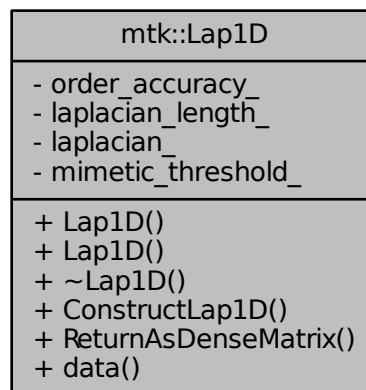 mtk::Lap1D
- order_accuracy_
- laplacian_length_
- laplacian_
- mimetic_threshold_
+ Lap1D()
+ Lap1D()
+ ~Lap1D()
+ ConstructLap1D()
+ ReturnAsDenseMatrix()
+ data()